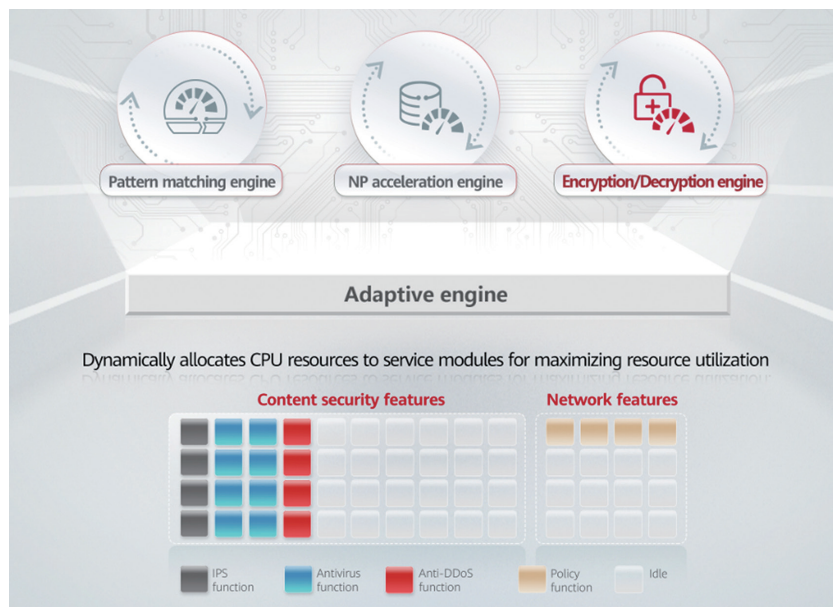 Pattern matching engine
NP acceleration engine
Encryption/Decryption engine
Adaptive engine
Dynamically allocates CPU resources to service modules for maximizing resource utilization
Content security features
Network features
IPS
function
Antivirus
function
Anti-DDoS
function
Policy
function
Idle